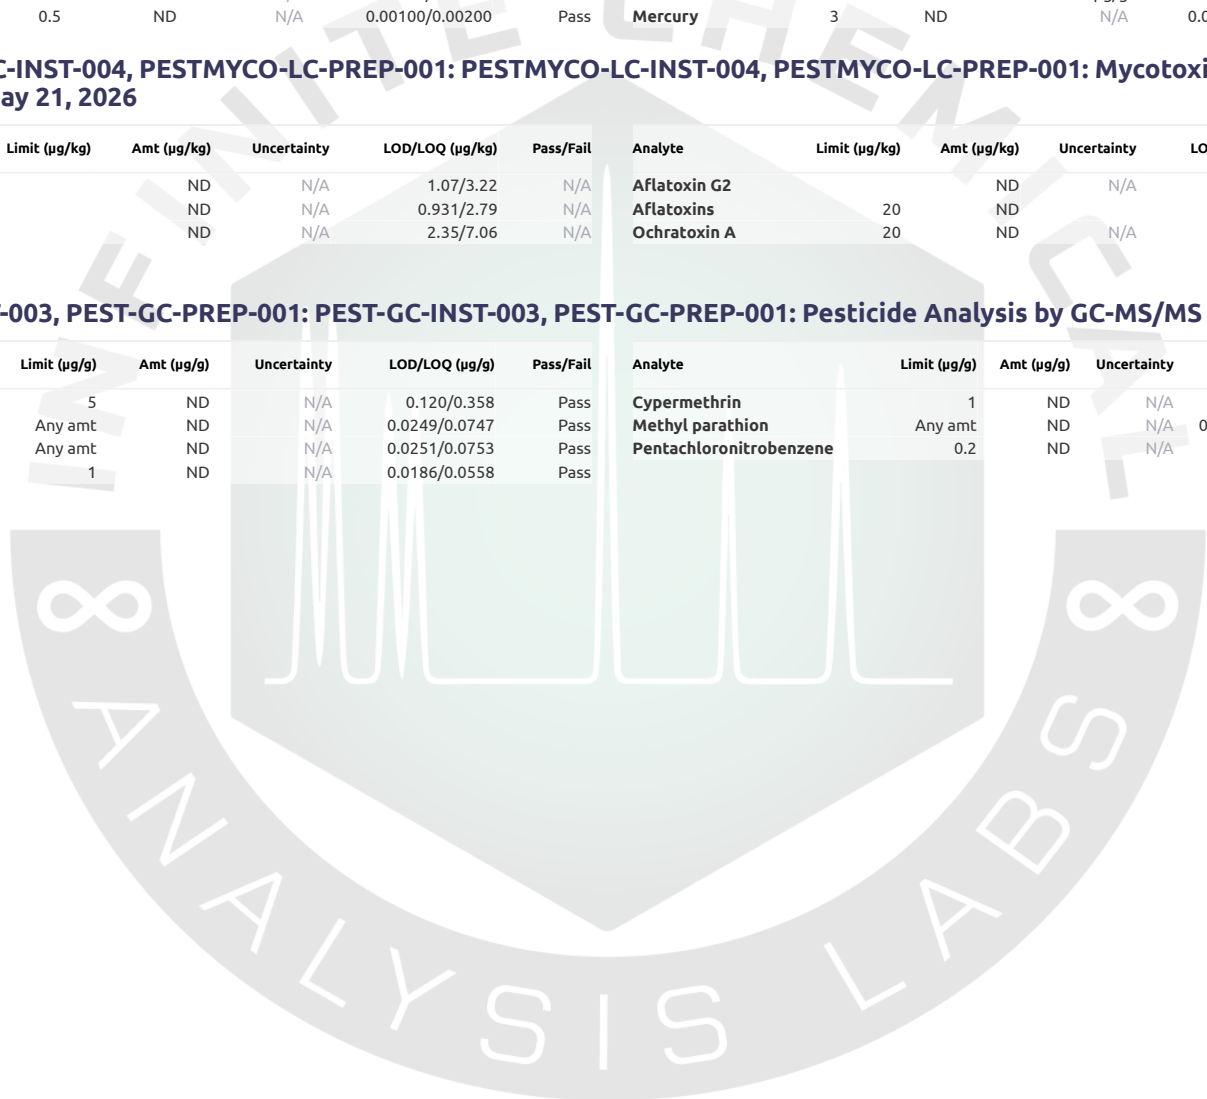 0.5 ND N/A 0.00100/0.00200 Pass Mercury 3 ND N/A
C-INST-004, PESTMYCO-LC-PREP-001: PESTMYCO-LC-INST-004, PESTMYCO-LC-PREP-001: Mycotoxi
ay 21, 2026
Limit (µg/kg) Amt (µg/kg) Uncertainty LOD/LOQ (µg/kg) Pass/Fail Analyte Limit (µg/kg) Amt (µg/kg) Uncertainty LO
ND N/A 1.07/3.22 N/A Aflatoxin G2 ND N/A
ND N/A 0.931/2.79 N/A Aflatoxins 20 ND
ND N/A 2.35/7.06 N/A Ochratoxin A 20 ND N/A
-003, PEST-GC-PREP-001: PEST-GC-INST-003, PEST-GC-PREP-001: Pesticide Analysis by GC-MS/MS
Limit (µg/g) Amt (µg/g) Uncertainty LOD/LOQ (µg/g) Pass/Fail Analyte Limit (µg/g) Amt (µg/g) Uncertainty
5 ND N/A 0.120/0.358 Pass Cypermethrin 1 ND N/A
Any amt ND N/A 0.0249/0.0747 Pass Methyl parathion Any amt ND N/A 0
Any amt ND N/A 0.0251/0.0753 Pass Pentachloronitrobenzene 0.2 ND N/A
1 ND N/A 0.0186/0.0558 Pass
INFINITE CHEMICAL
∞ ANALYSIS LABS ∞